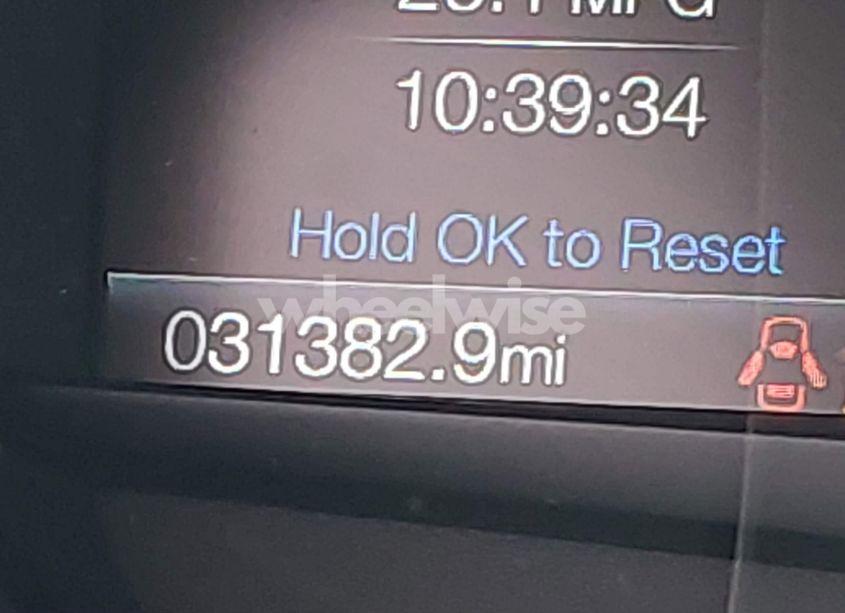 10:39:34
Hold OK to Reset
wheelwise
031382.9mi